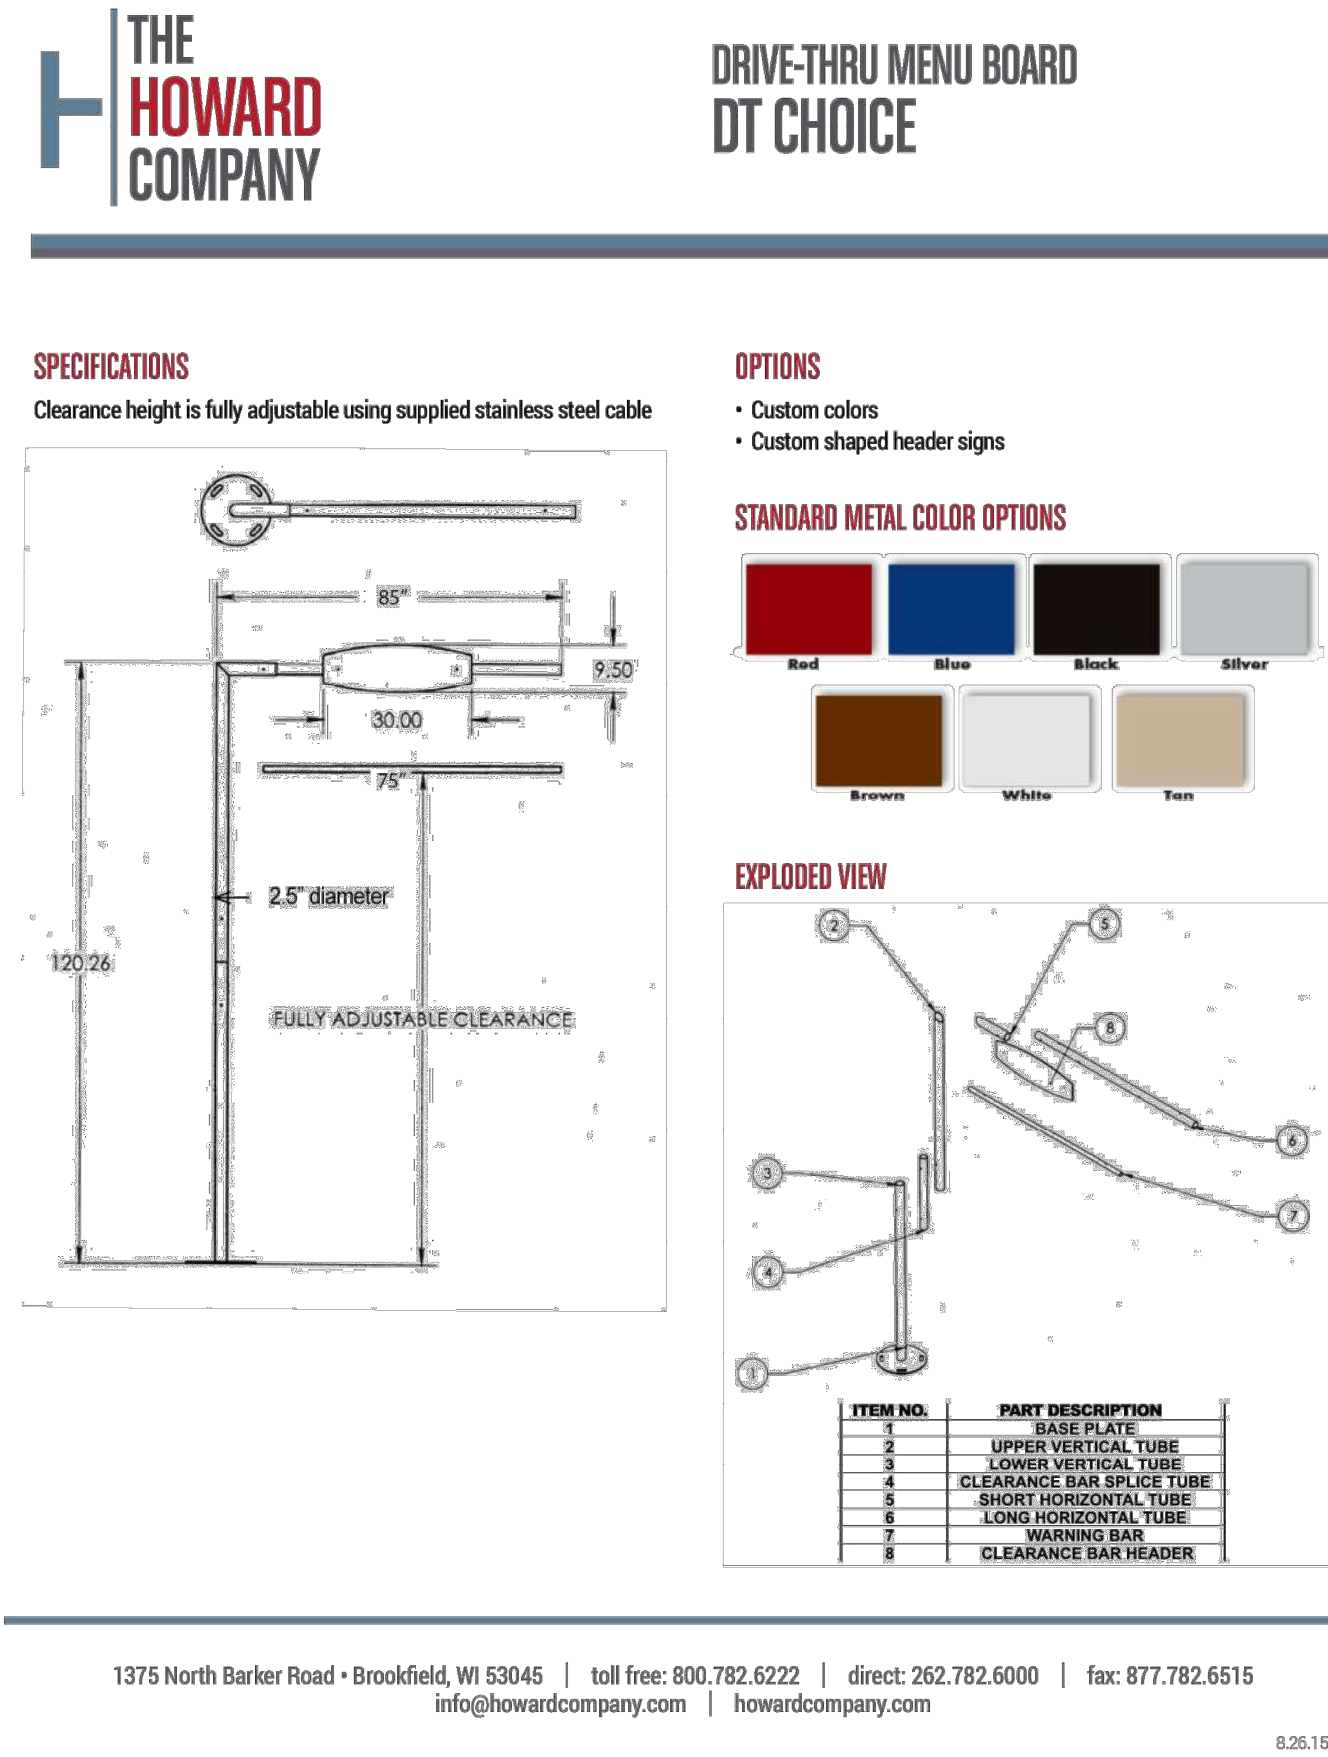 THE
HOWARD
COMPANY
DRIVE-THRU MENU BOARD
DT CHOICE
SPECIFICATIONS
Clearance height is fully adjustable using supplied stainless steel cable
85"
9.50
30.00
75"
2.5" diameter
120.26
FULLY ADJUSTABLE CLEARANCE
OPTIONS
• Custom colors
• Custom shaped header signs
STANDARD METAL COLOR OPTIONS
Red Blue Black Silver
Brown White Tan
EXPLODED VIEW
2
5
8
6
3
7
4
1
ITEM NO. PART DESCRIPTION
1 BASE PLATE
2 UPPER VERTICAL TUBE
3 LOWER VERTICAL TUBE
4 CLEARANCE BAR SPLICE TUBE
5 SHORT HORIZONTAL TUBE
6 LONG HORIZONTAL TUBE
7 WARNING BAR
8 CLEARANCE BAR HEADER
1375 North Barker Road • Brookfield, WI 53045 | toll free: 800.782.6222 | direct: 262.782.6000 | fax: 877.782.6515
info@howardcompany.com | howardcompany.com
8.26.15